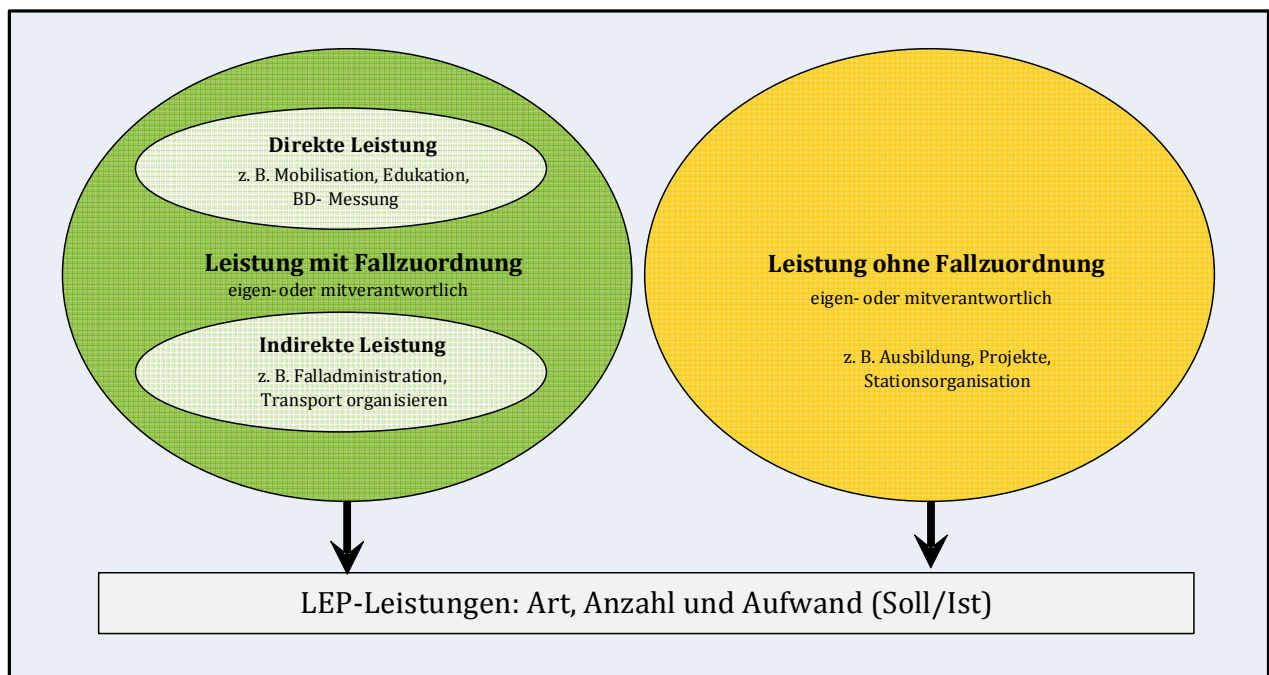 Direkte Leistung
z. B. Mobilisation, Edukation,
BD- Messung
Leistung mit Fallzuordnung
eigen-oder mitverantwortlich
Indirekte Leistung
z. B. Falladministration,
Transport organisieren
Leistung ohne Fallzuordnung
eigen- oder mitverantwortlich
z. B. Ausbildung, Projekte,
Stationsorganisation
LEP-Leistungen: Art, Anzahl und Aufwand (Soll/Ist)